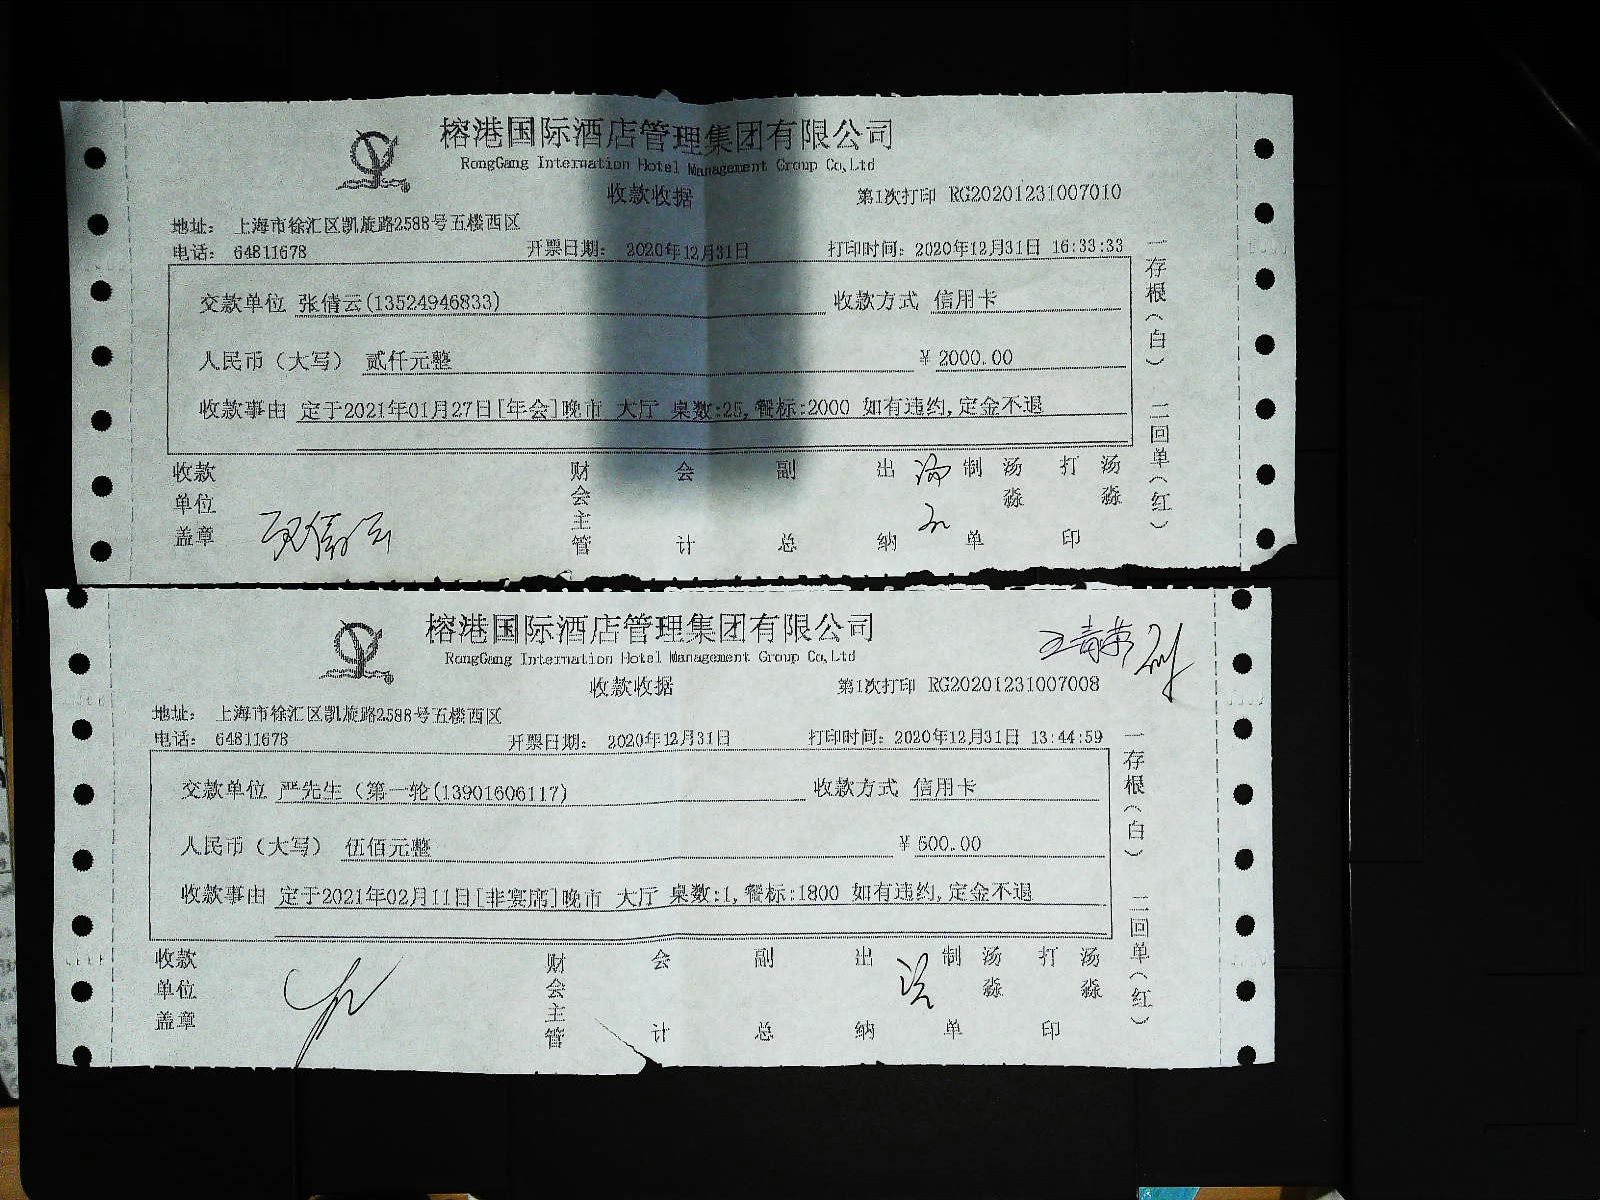 榕港国际酒店管理集团有限公司
RongGang Internation Hotel Management Group Co,Ltd
收款收据 第1次打印 RG20201231007010
地址： 上海市徐汇区凯旋路2588号五楼西区
电话： 64811678 开票日期： 2020年12月31日 打印时间：2020年12月31日 16:33:33
交款单位 张倩云(13524946833) 收款方式 信用卡
人民币（大写） 贰仟元整 ￥2000.00
收款事由 定于2021年01月27日[年会]晚市 大厅 桌数:25,餐标:2000 如有违约,定金不退
收款单位盖章 财会主管 会计 副总 出纳 制单 汤淼 打印 汤淼
一存根（白） 二回单（红）
榕港国际酒店管理集团有限公司
RongGang Internation Hotel Management Group Co,Ltd
收款收据 第1次打印 RG20201231007008
地址： 上海市徐汇区凯旋路2588号五楼西区
电话： 64811678 开票日期： 2020年12月31日 打印时间：2020年12月31日 13:44:59
交款单位 严先生（第一轮(13901606117) 收款方式 信用卡
人民币（大写） 伍佰元整 ￥500.00
收款事由 定于2021年02月11日[非宴席]晚市 大厅 桌数:1,餐标:1800 如有违约,定金不退
收款单位盖章 财会主管 会计 副总 出纳 制单 汤淼 打印 汤淼
一存根（白） 二回单（红）